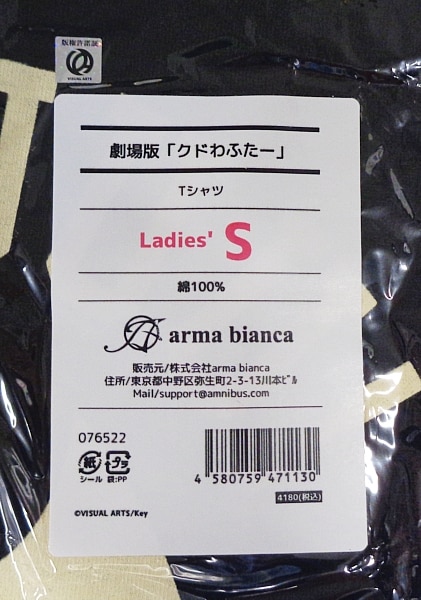 版権許諾証
VISUAL ARTS
劇場版「クドわふたー」
Tシャツ
Ladies' S
綿100%
arma bianca
販売元/株式会社arma bianca
住所/東京都中野区弥生町2-3-13川本ﾋﾞﾙ
Mail/support@amnibus.com
076522
紙 プラ
シール 袋:PP
4 580759 471130
4180(税込)
©VISUAL ARTS/Key